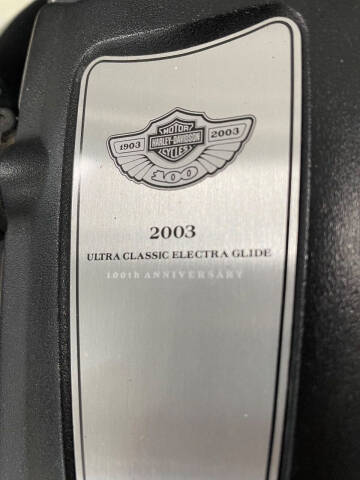 MOTOR
1903 HARLEY-DAVIDSON 2003
CYCLES
100
2003
ULTRA CLASSIC ELECTRA GLIDE
100th ANNIVERSARY